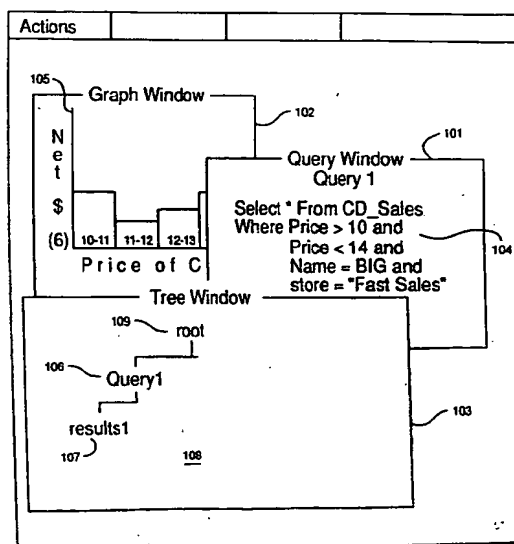 Actions
105
Graph Window
102
101
Net
$
(6)
10-11 11-12 12-13
Price of C
Query Window
Query 1
Select * From CD_Sales
Where Price > 10 and
Price < 14 and
Name = BIG and
store = "Fast Sales"
104
Tree Window
109
root
106
Query1
results1
107
108
103